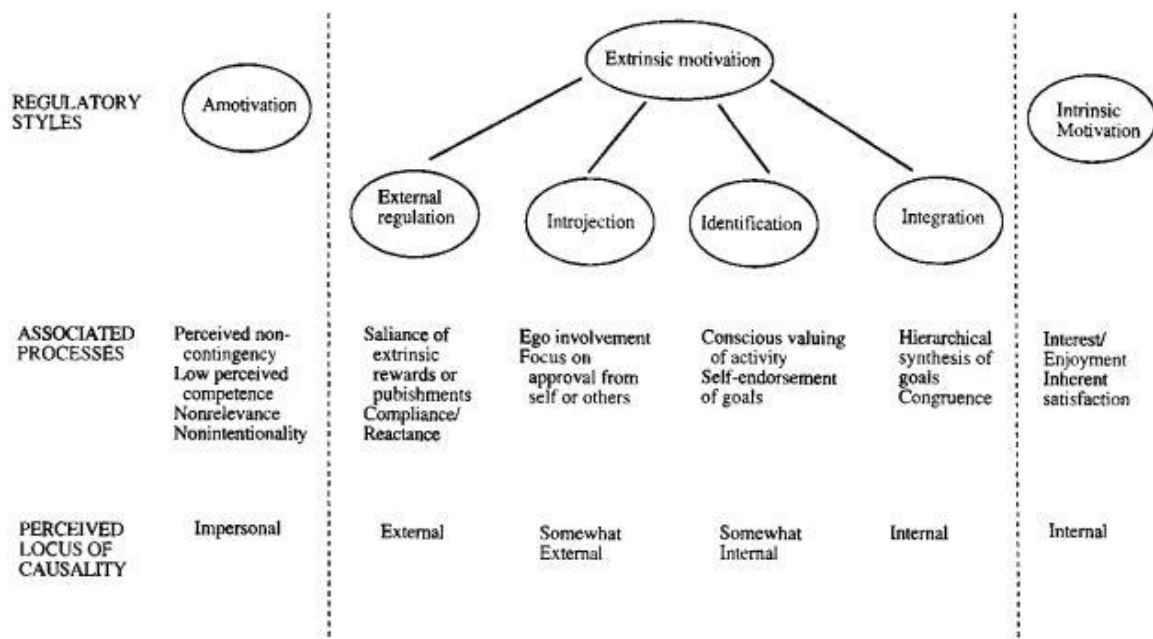 REGULATORY
STYLES
Amotivation
Extrinsic motivation
Intrinsic
Motivation
External
regulation
Introjection
Identification
Integration
ASSOCIATED
PROCESSES
Perceived non-
contingency
Low perceived
competence
Nonrelevance
Nonintentionality
Saliance of
extrinsic
rewards or
pubishments
Compliance/
Reactance
Ego involvement
Focus on
approval from
self or others
Conscious valuing
of activity
Self-endorsement
of goals
Hierarchical
synthesis of
goals
Congruence
Interest/
Enjoyment
Inherent
satisfaction
PERCEIVED
LOCUS OF
CAUSALITY
Impersonal
External
Somewhat
External
Somewhat
Internal
Internal
Internal